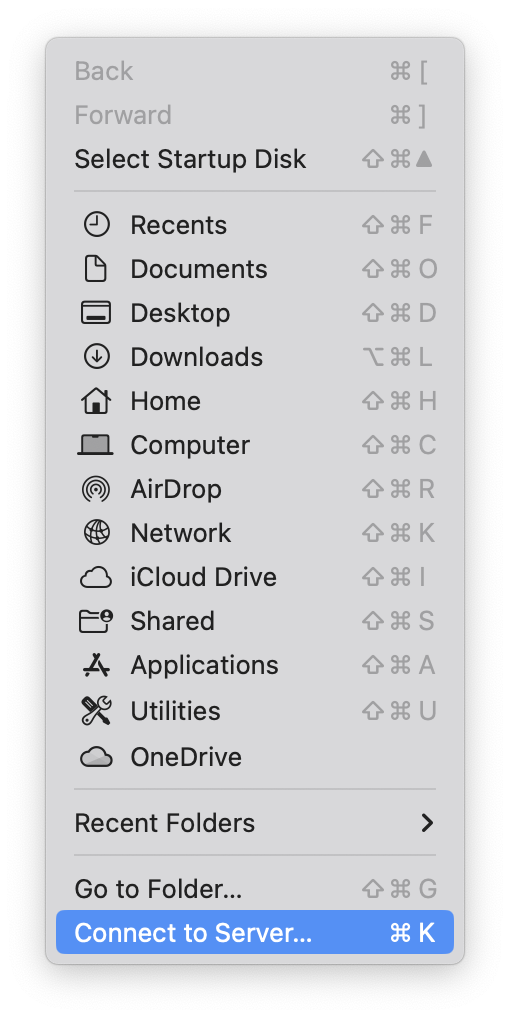 Back ⌘ [
Forward ⌘ ]
Select Startup Disk ⇧ ⌘ ▲
Recents ⇧ ⌘ F
Documents ⇧ ⌘ O
Desktop ⇧ ⌘ D
Downloads ⌥ ⌘ L
Home ⇧ ⌘ H
Computer ⇧ ⌘ C
AirDrop ⇧ ⌘ R
Network ⇧ ⌘ K
iCloud Drive ⇧ ⌘ I
Shared ⇧ ⌘ S
Applications ⇧ ⌘ A
Utilities ⇧ ⌘ U
OneDrive
Recent Folders
Go to Folder... ⇧ ⌘ G
Connect to Server... ⌘ K